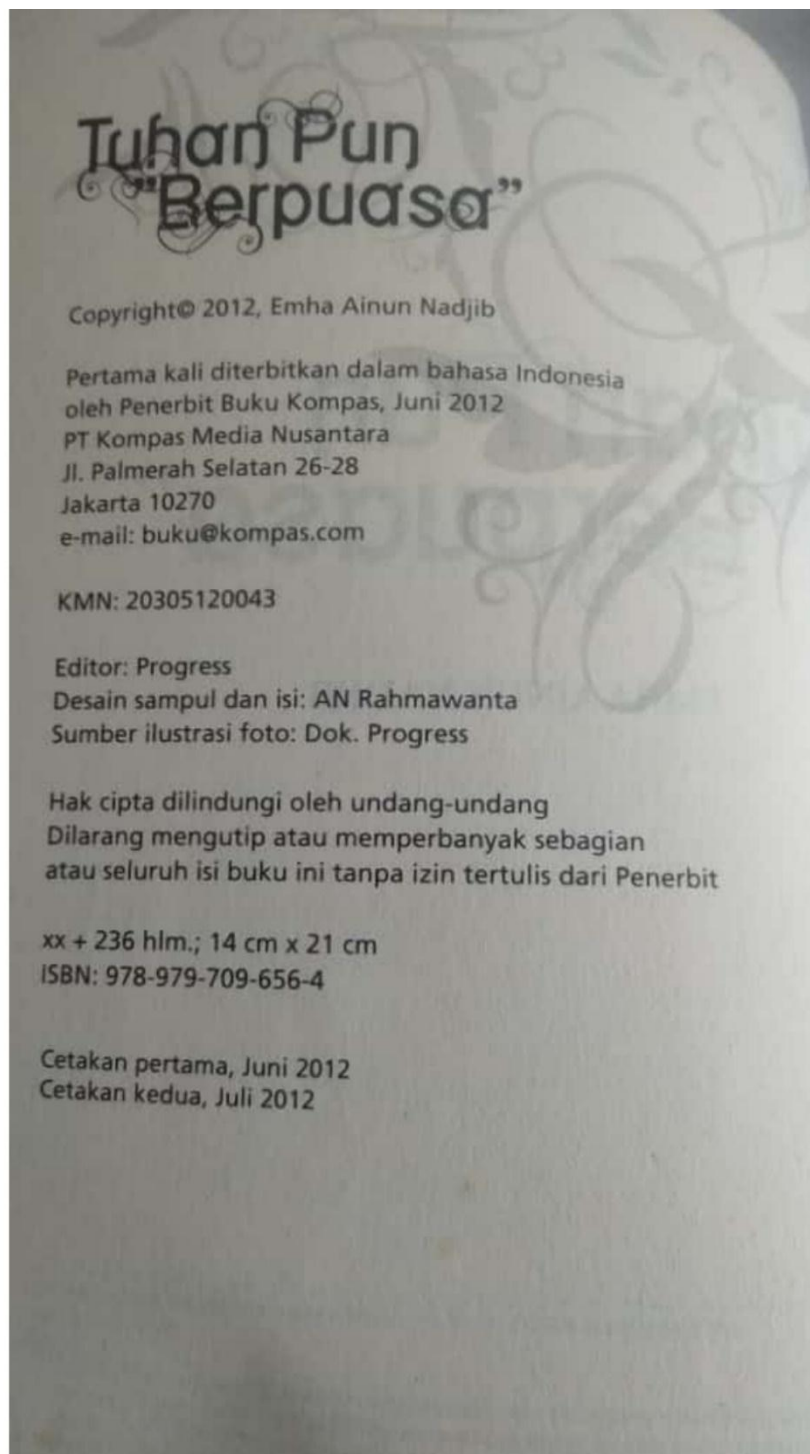 Tuhan Pun
"Berpuasa"
Copyright© 2012, Emha Ainun Nadjib
Pertama kali diterbitkan dalam bahasa Indonesia
oleh Penerbit Buku Kompas, Juni 2012
PT Kompas Media Nusantara
Jl. Palmerah Selatan 26-28
Jakarta 10270
e-mail: buku@kompas.com
KMN: 20305120043
Editor: Progress
Desain sampul dan isi: AN Rahmawanta
Sumber ilustrasi foto: Dok. Progress
Hak cipta dilindungi oleh undang-undang
Dilarang mengutip atau memperbanyak sebagian
atau seluruh isi buku ini tanpa izin tertulis dari Penerbit
xx + 236 hlm.; 14 cm x 21 cm
ISBN: 978-979-709-656-4
Cetakan pertama, Juni 2012
Cetakan kedua, Juli 2012